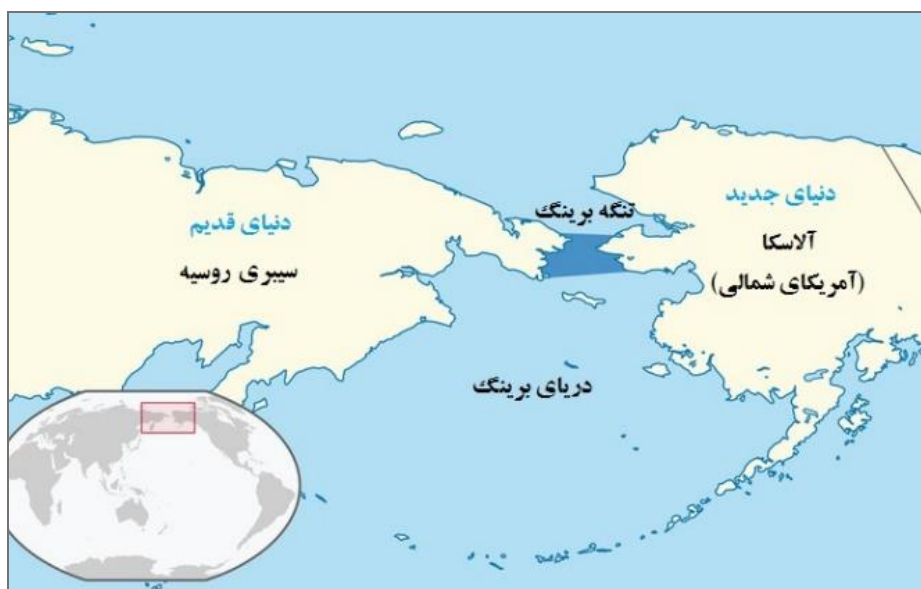 دنیای جدید
آلاسکا
(آمریکای شمالی)
تنگه برینگ
دنیای قدیم
سیبری روسیه
دریای برینگ